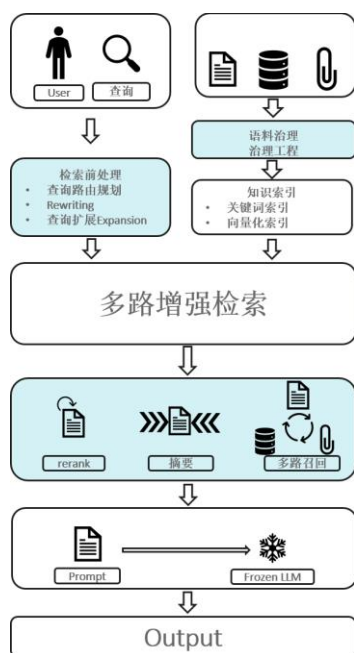 User
查询
语料治理
治理工程
检索前处理
• 查询路由规划
• Rewriting
• 查询扩展Expansion
知识索引
• 关键词索引
• 向量化索引
多路增强检索
rerank
摘要
多路召回
Prompt
Frozen LLM
Output